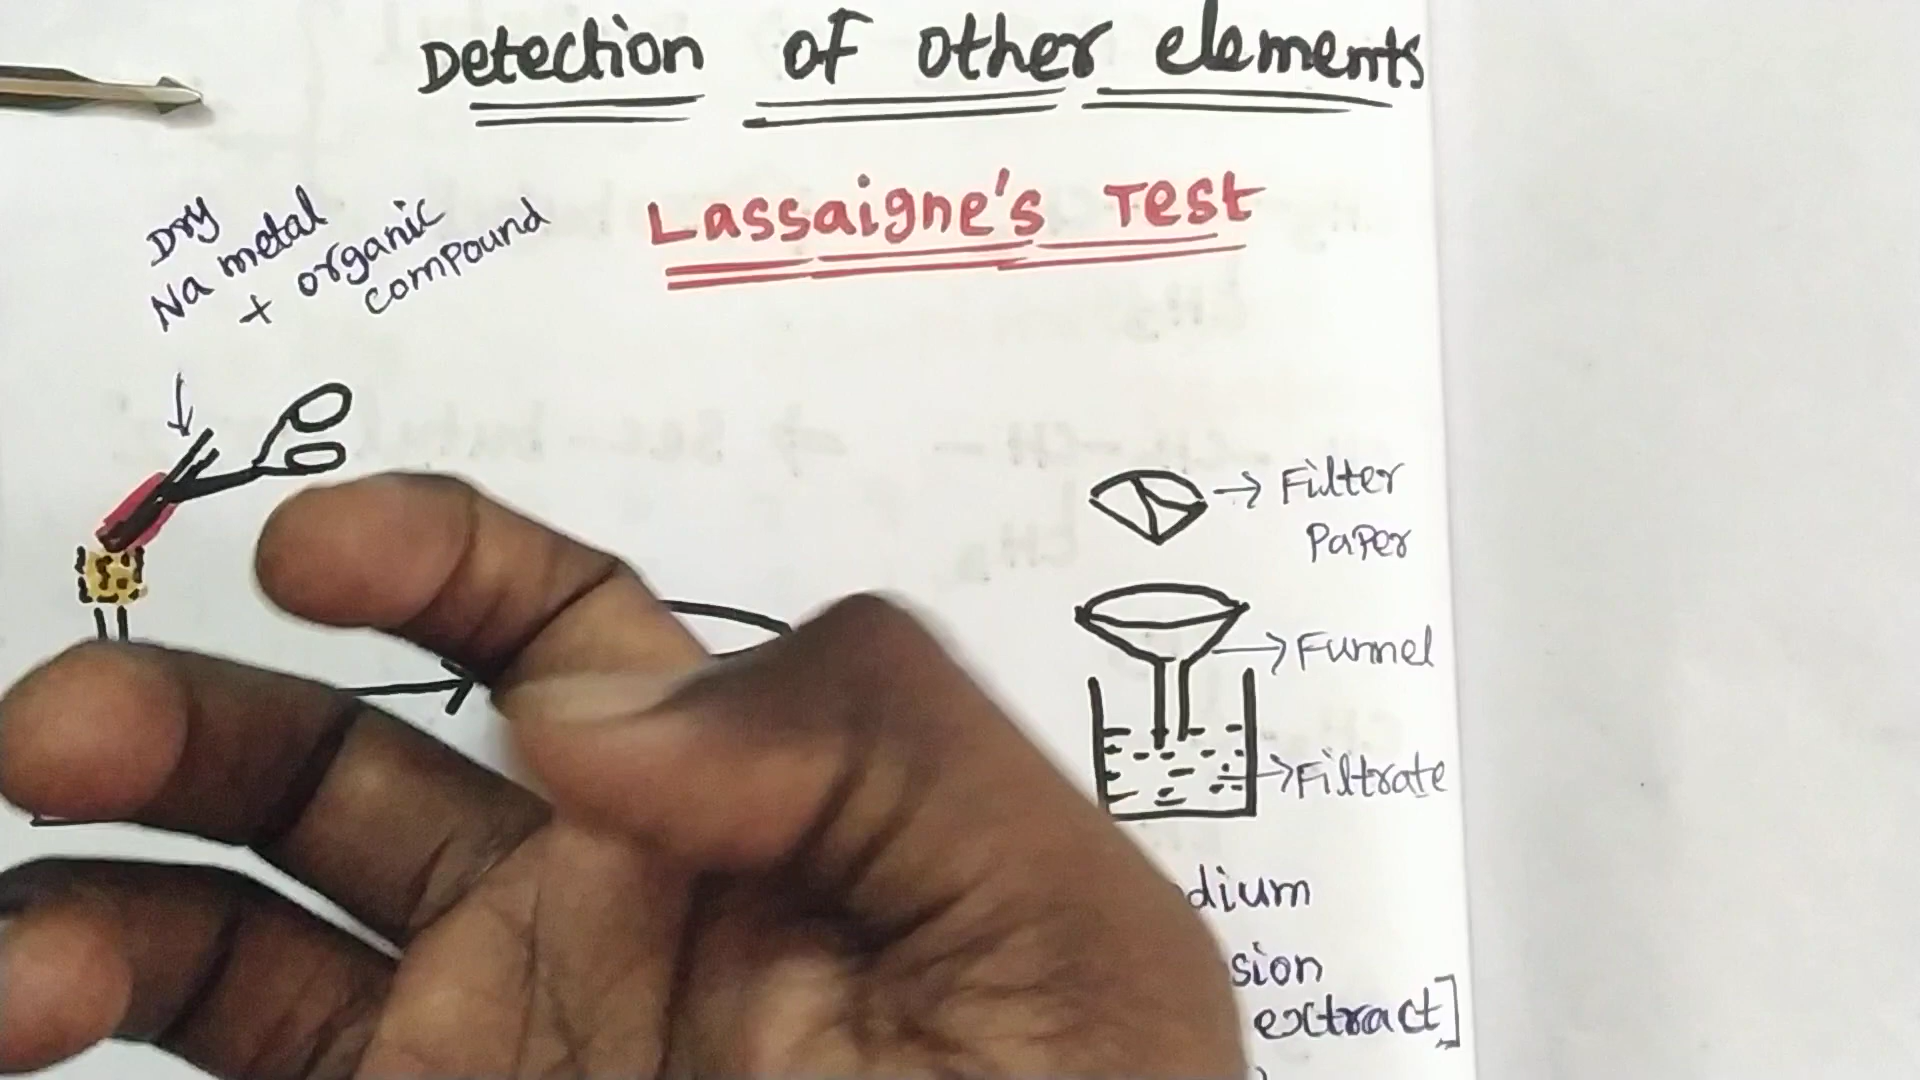 Detection of other elements
Lassaigne's Test
Dry
Na metal
+ organic
compound
Filter
Paper
Funnel
Filtrate
dium
sion
extract]